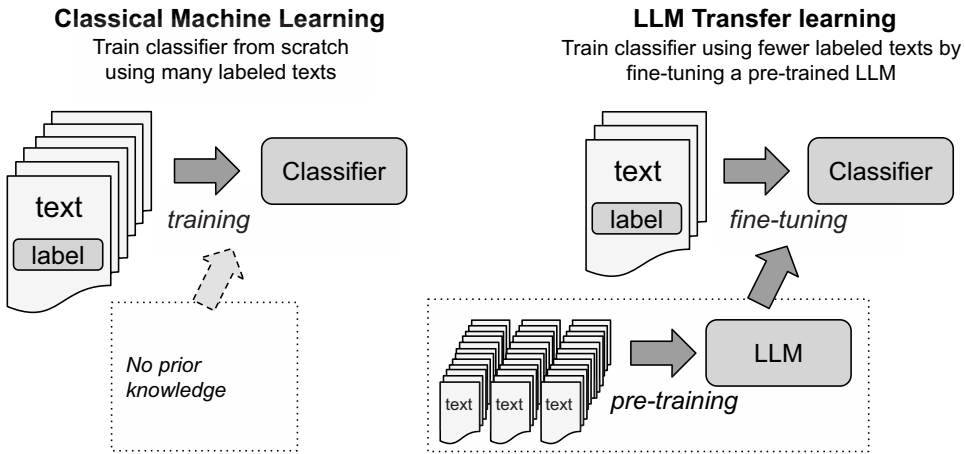 Classical Machine Learning
Train classifier from scratch
using many labeled texts
text
label
training
Classifier
No prior
knowledge
LLM Transfer learning
Train classifier using fewer labeled texts by
fine-tuning a pre-trained LLM
text
label
fine-tuning
Classifier
text
text
text
pre-training
LLM